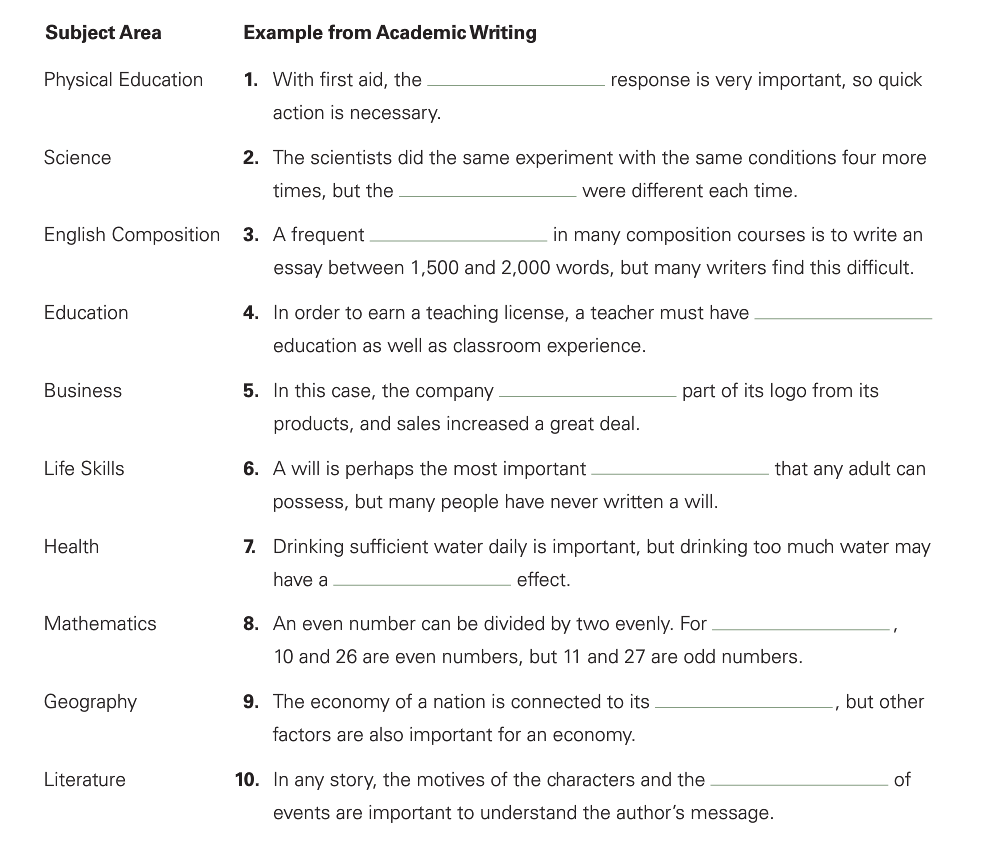 Subject Area Example from Academic Writing
Physical Education 1. With first aid, the ____________ response is very important, so quick
action is necessary.
Science 2. The scientists did the same experiment with the same conditions four more
times, but the ____________ were different each time.
English Composition 3. A frequent ____________ in many composition courses is to write an
essay between 1,500 and 2,000 words, but many writers find this difficult.
Education 4. In order to earn a teaching license, a teacher must have ____________
education as well as classroom experience.
Business 5. In this case, the company ____________ part of its logo from its
products, and sales increased a great deal.
Life Skills 6. A will is perhaps the most important ____________ that any adult can
possess, but many people have never written a will.
Health 7. Drinking sufficient water daily is important, but drinking too much water may
have a ____________ effect.
Mathematics 8. An even number can be divided by two evenly. For ____________ ,
10 and 26 are even numbers, but 11 and 27 are odd numbers.
Geography 9. The economy of a nation is connected to its ____________ , but other
factors are also important for an economy.
Literature 10. In any story, the motives of the characters and the ____________ of
events are important to understand the author’s message.